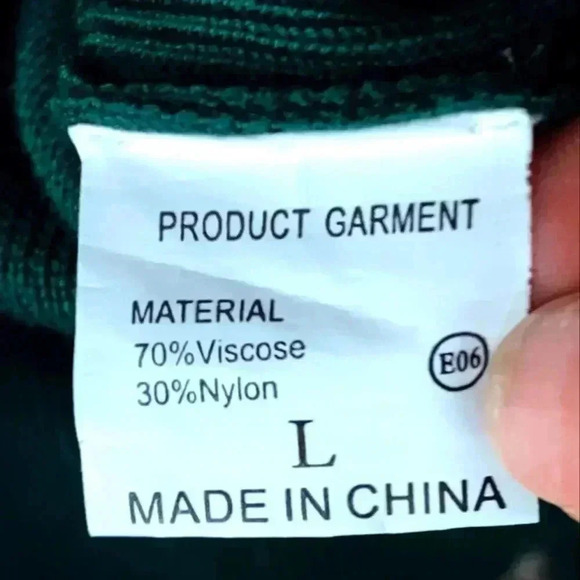 PRODUCT GARMENT
MATERIAL
70%Viscose
30%Nylon
E06
L
MADE IN CHINA